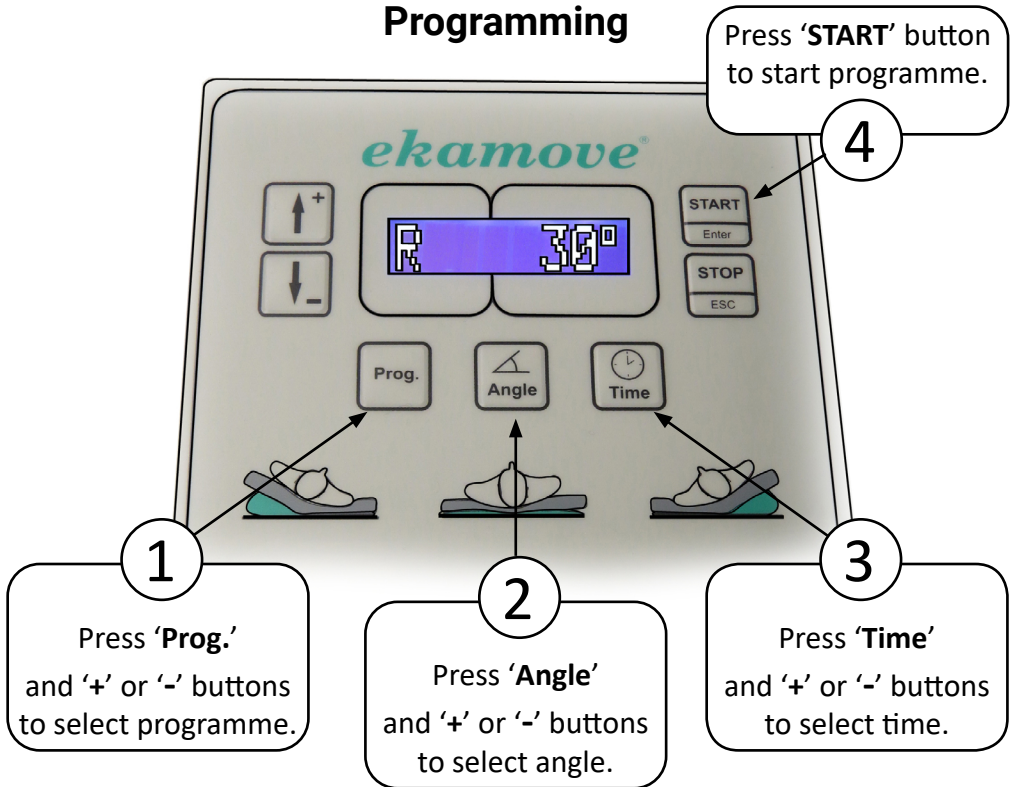 Programming
Press ‘START’ button
to start programme.
4
ekamove®
+
-
R 30°
START
Enter
STOP
ESC
Prog.
Angle
Time
1
Press ‘Prog.’
and ‘+’ or ‘-’ buttons
to select programme.
2
Press ‘Angle’
and ‘+’ or ‘-’ buttons
to select angle.
3
Press ‘Time’
and ‘+’ or ‘-’ buttons
to select time.